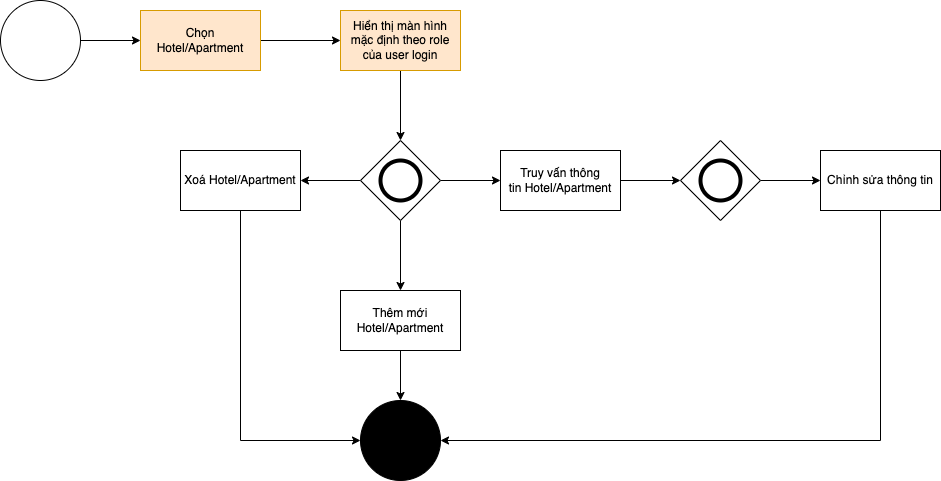 Chọn
Hotel/Apartment
Hiển thị màn hình
mặc định theo role
của user login
Xoá Hotel/Apartment
Truy vấn thông
tin Hotel/Apartment
Chỉnh sửa thông tin
Thêm mới
Hotel/Apartment